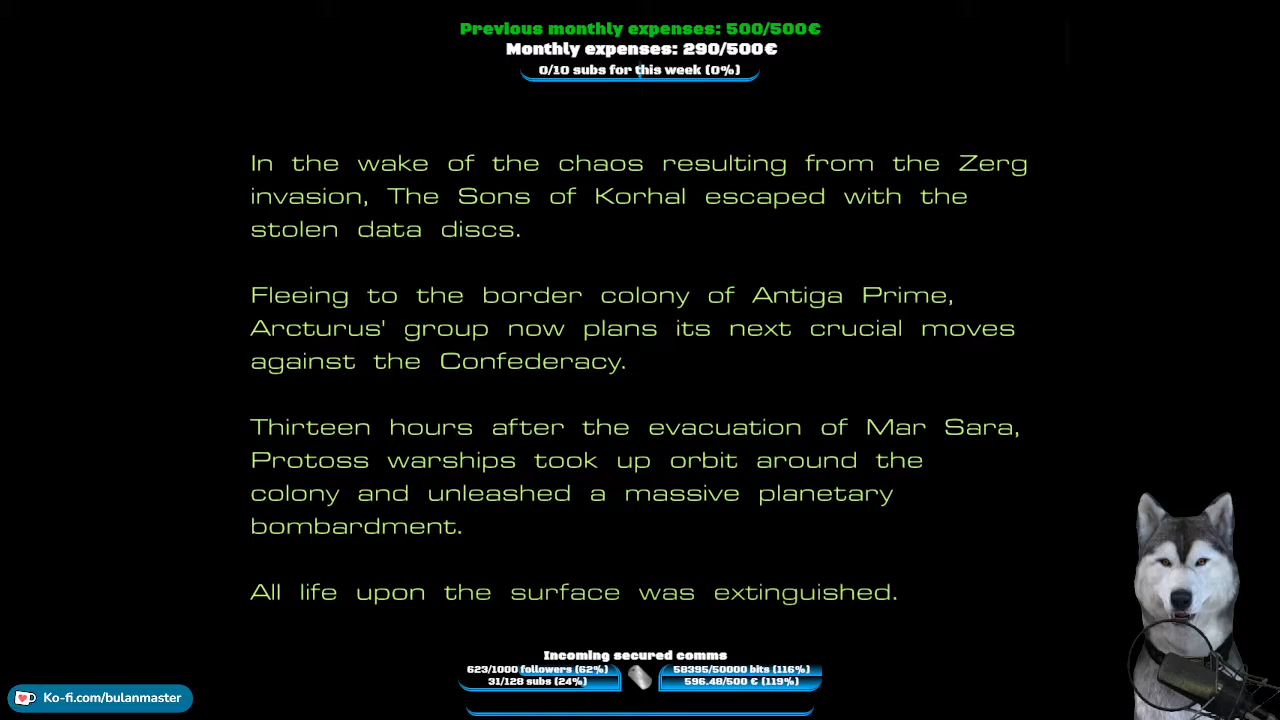 Previous monthly expenses: 500/500€
Monthly expenses: 290/500€
0/10 subs for this week (0%)
In the wake of the chaos resulting from the Zerg
invasion, The Sons of Korhal escaped with the
stolen data discs.
Fleeing to the border colony of Antiga Prime,
Arcturus' group now plans its next crucial moves
against the Confederacy.
Thirteen hours after the evacuation of Mar Sara,
Protoss warships took up orbit around the
colony and unleashed a massive planetary
bombardment.
All life upon the surface was extinguished.
Incoming secured comms
623/1000 followers (62%)
58395/50000 bits (116%)
31/128 subs (24%)
596.48/500 € (119%)
Ko-fi.com/bulanmaster